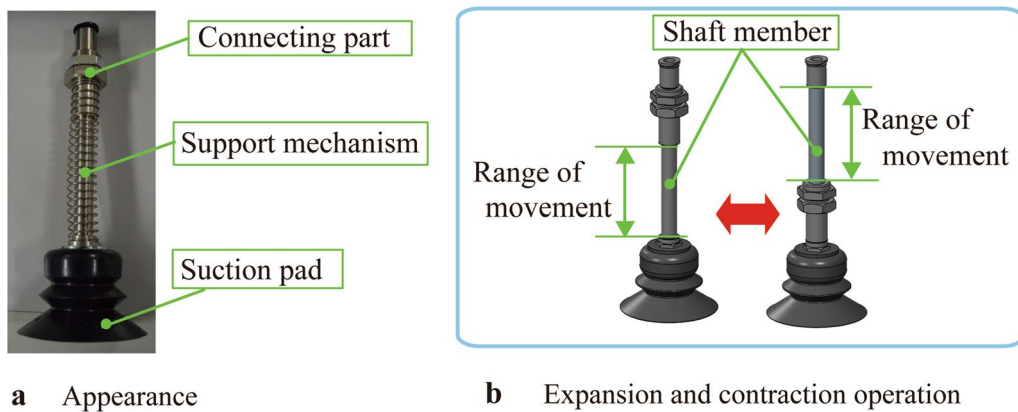 Connecting part
Support mechanism
Suction pad
a Appearance
Shaft member
Range of
movement
Range of
movement
b Expansion and contraction operation